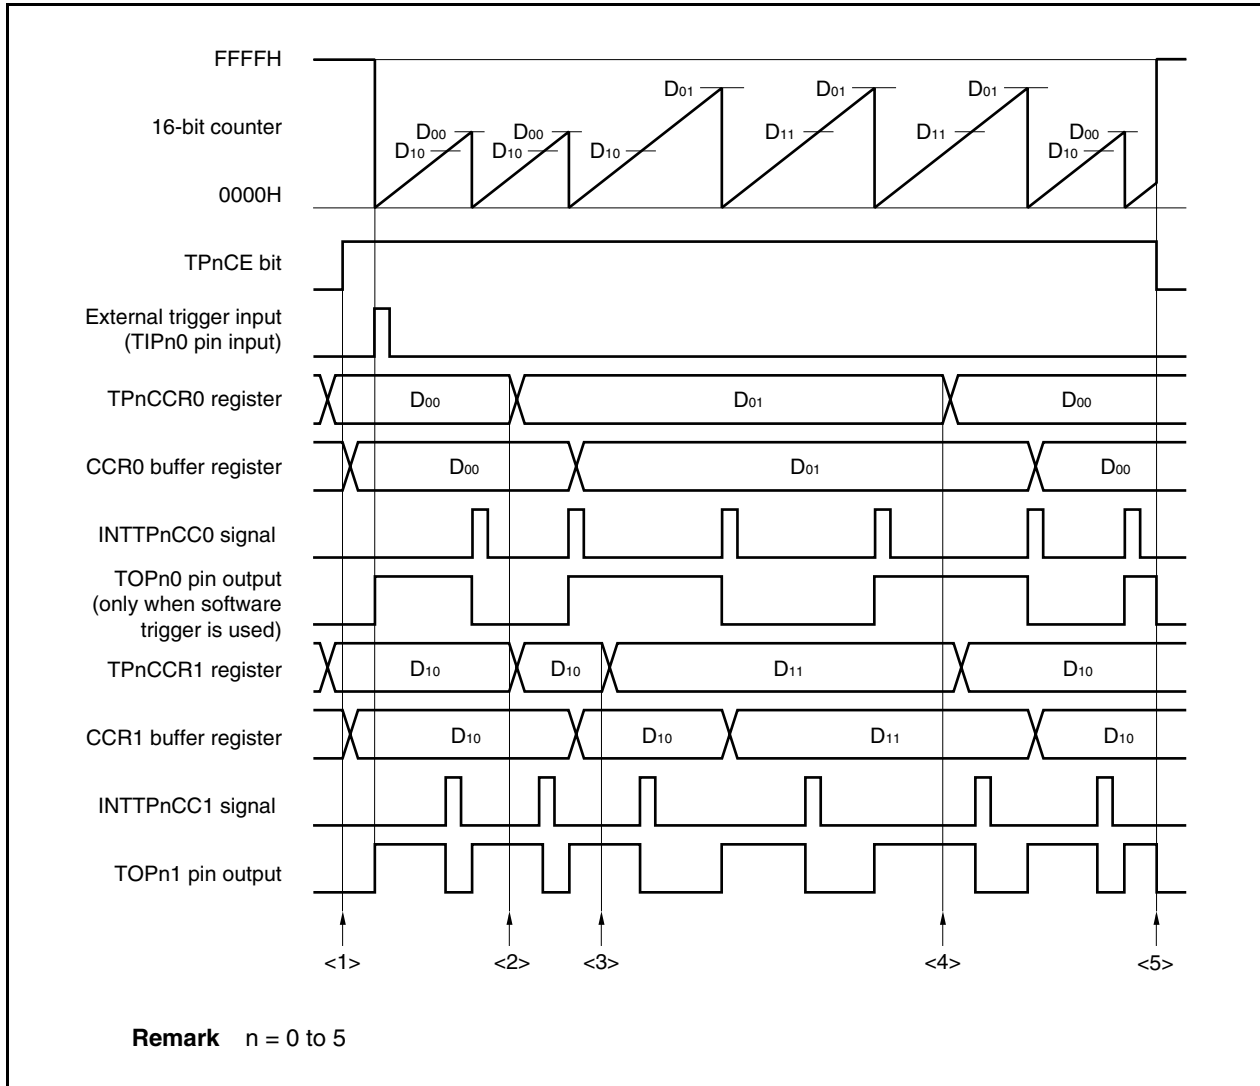 FFFFH
16-bit counter
0000H
D01 D01 D01
D00 D00 D11 D11 D00
D10 D10 D10 D10
TPnCE bit
External trigger input
(TIPn0 pin input)
TPnCCR0 register
D00 D01 D00
CCR0 buffer register
D00 D01 D00
INTTPnCC0 signal
TOPn0 pin output
(only when software
trigger is used)
TPnCCR1 register
D10 D10 D11 D10
CCR1 buffer register
D10 D10 D11 D10
INTTPnCC1 signal
TOPn1 pin output
<1> <2> <3> <4> <5>
Remark n = 0 to 5